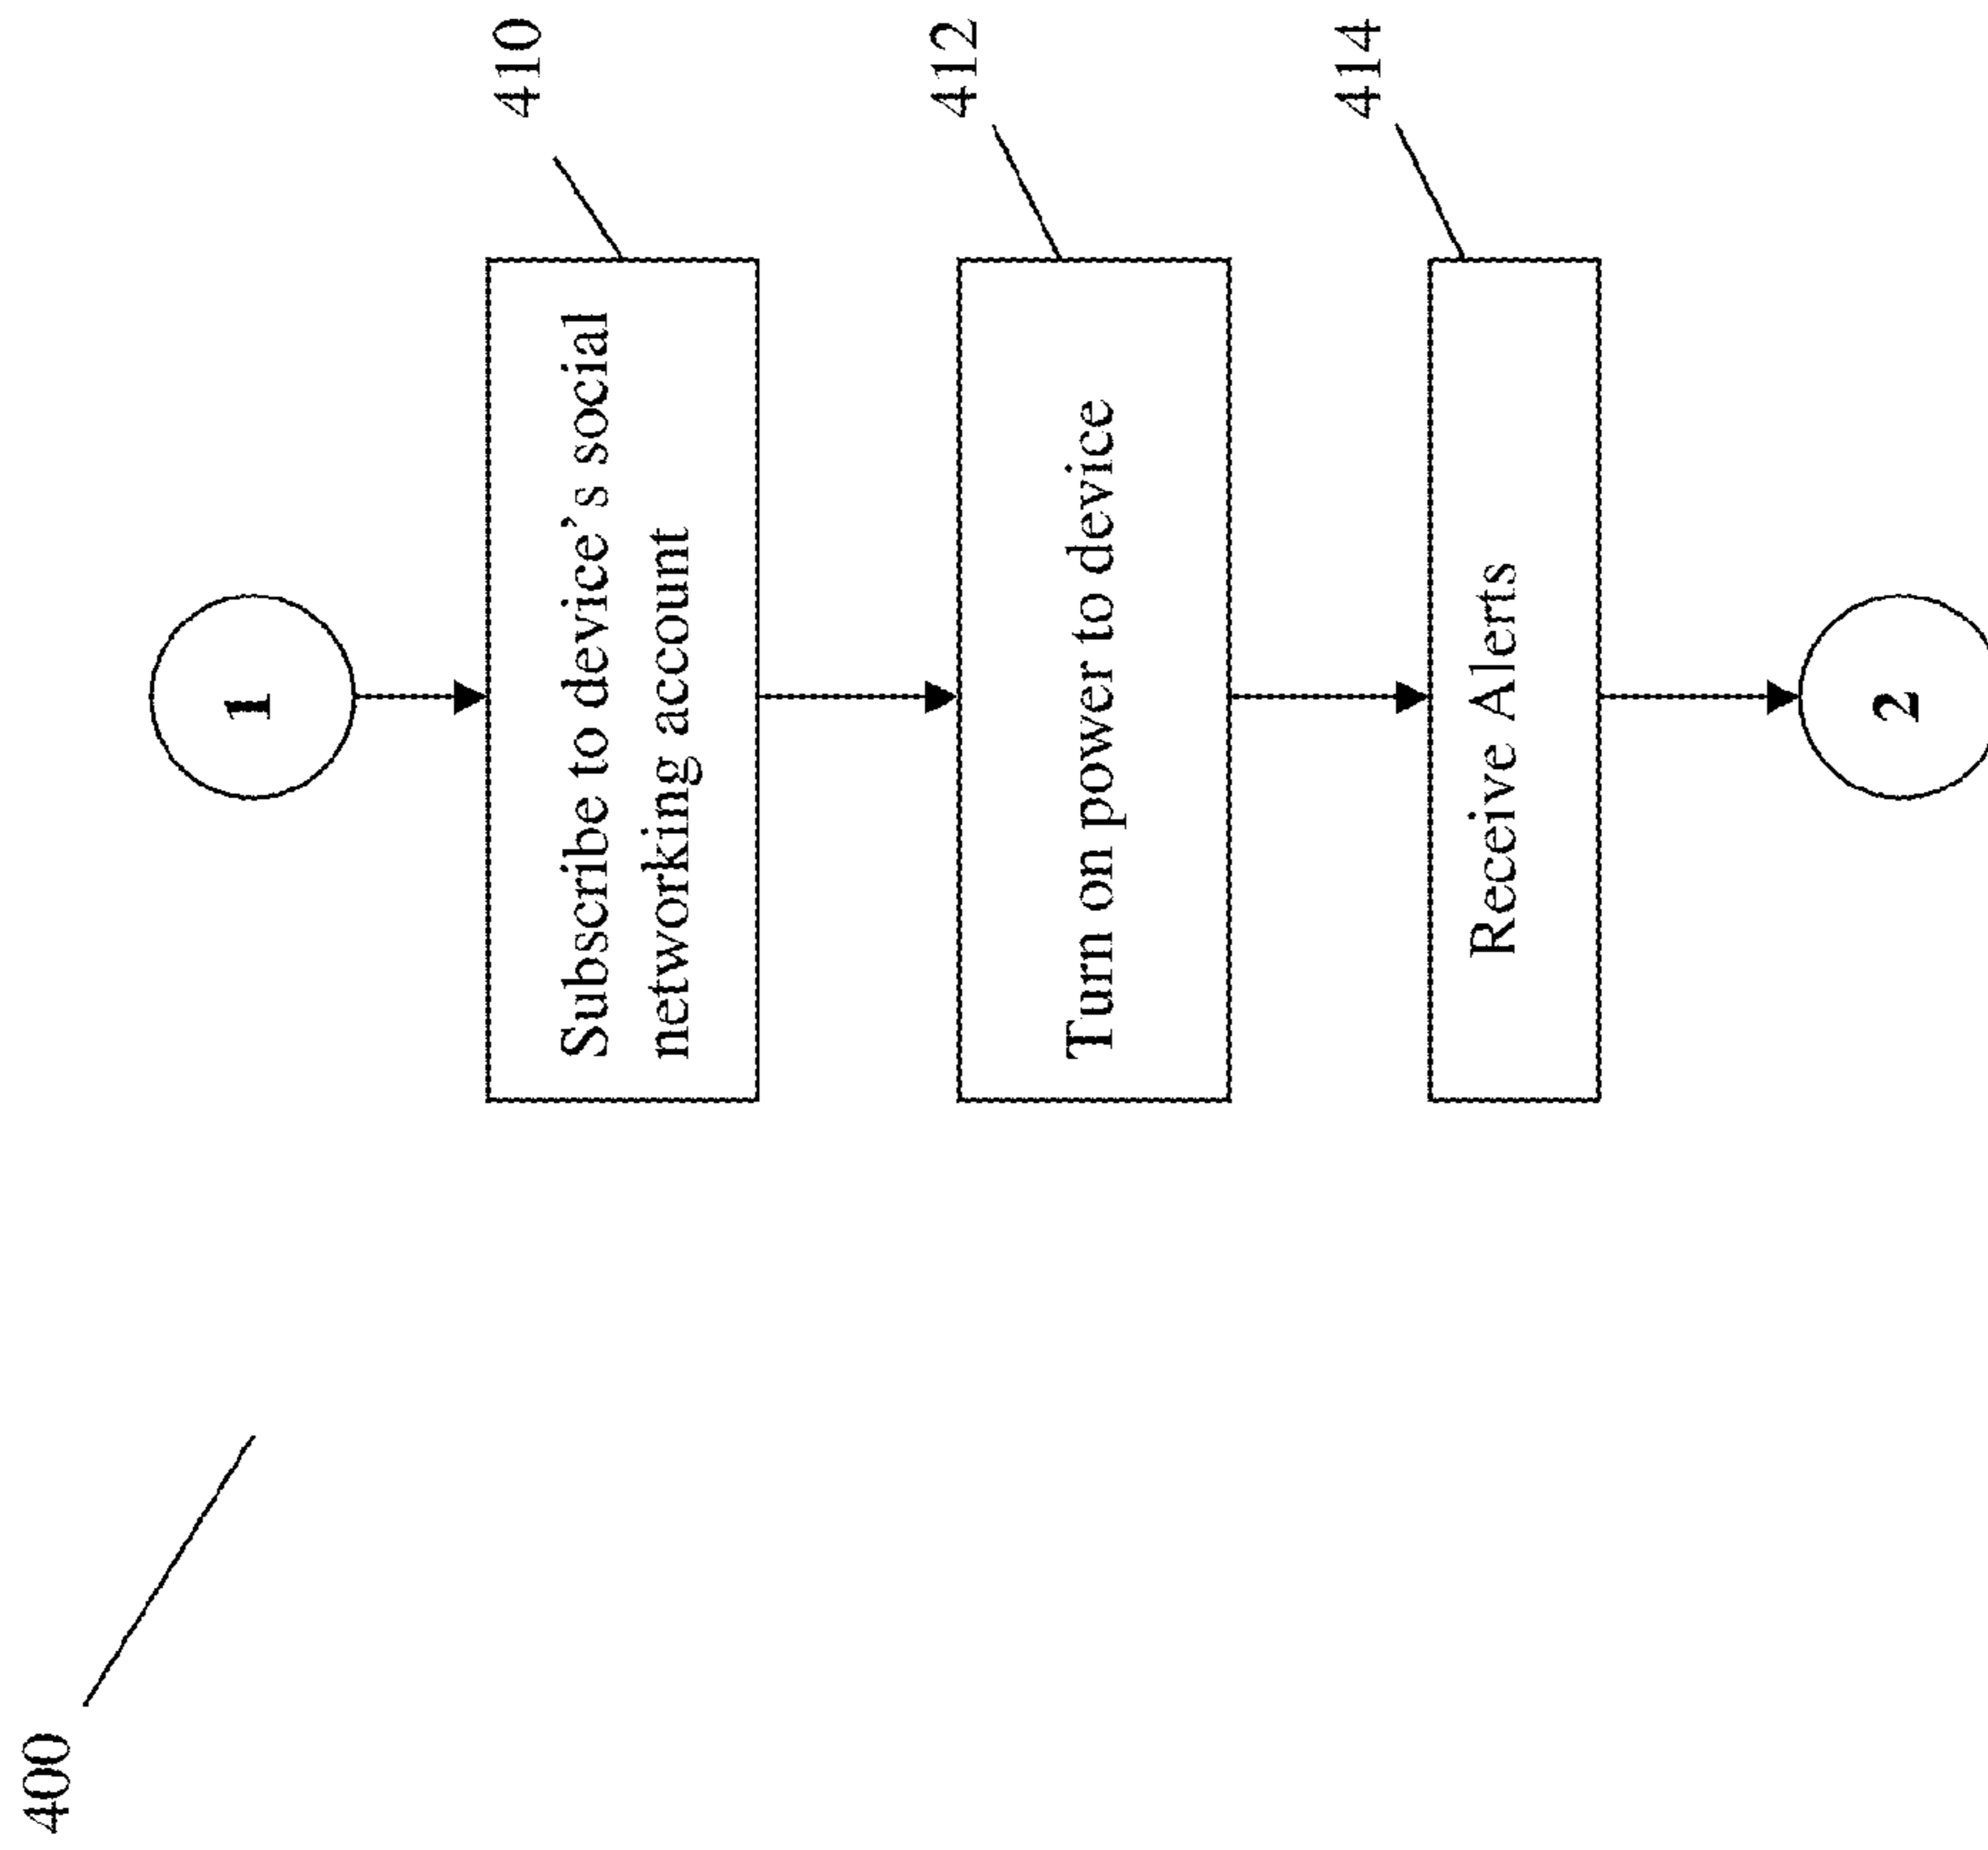 400
1
410
Subscribe to device's social
networking account
412
Turn on power to device
414
Receive Alerts
2